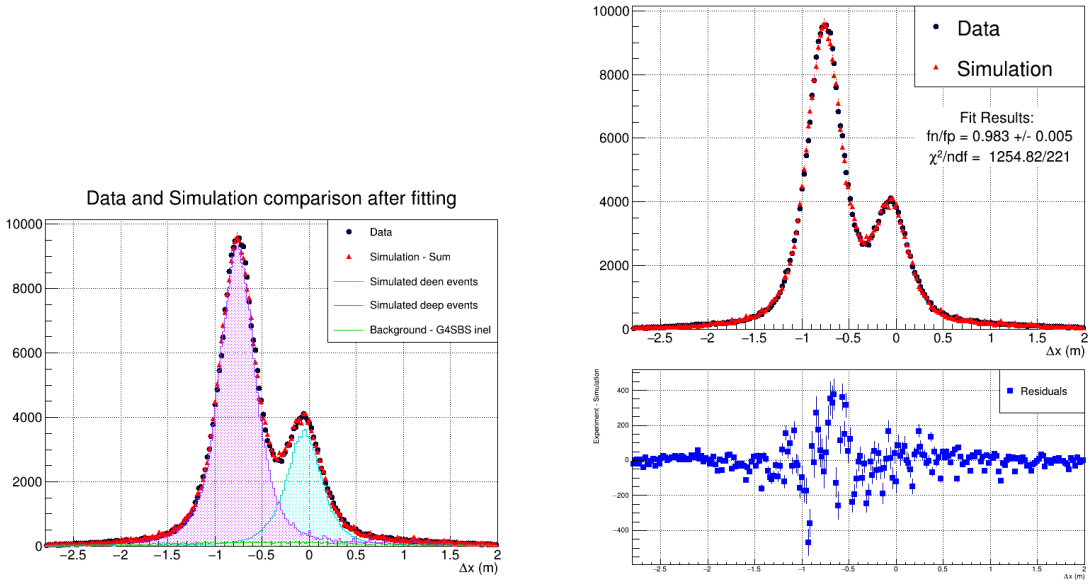 Data and Simulation comparison after fitting
10000
8000
6000
4000
2000
0
Data
Simulation - Sum
Simulated deen events
Simulated deep events
Background - G4SBS inel
−2.5 −2 −1.5 −1 −0.5 0 0.5 1 1.5 2
Δx (m)
10000
8000
6000
4000
2000
0
Data
Simulation
Fit Results:
fn/fp = 0.983 +/- 0.005
χ²/ndf = 1254.82/221
−2.5 −2 −1.5 −1 −0.5 0 0.5 1 1.5 2
Δx (m)
Experiment - Simulation
400
200
0
−200
−400
Residuals
−2.5 −2 −1.5 −1 −0.5 0 0.5 1 1.5 2
Δx (m)